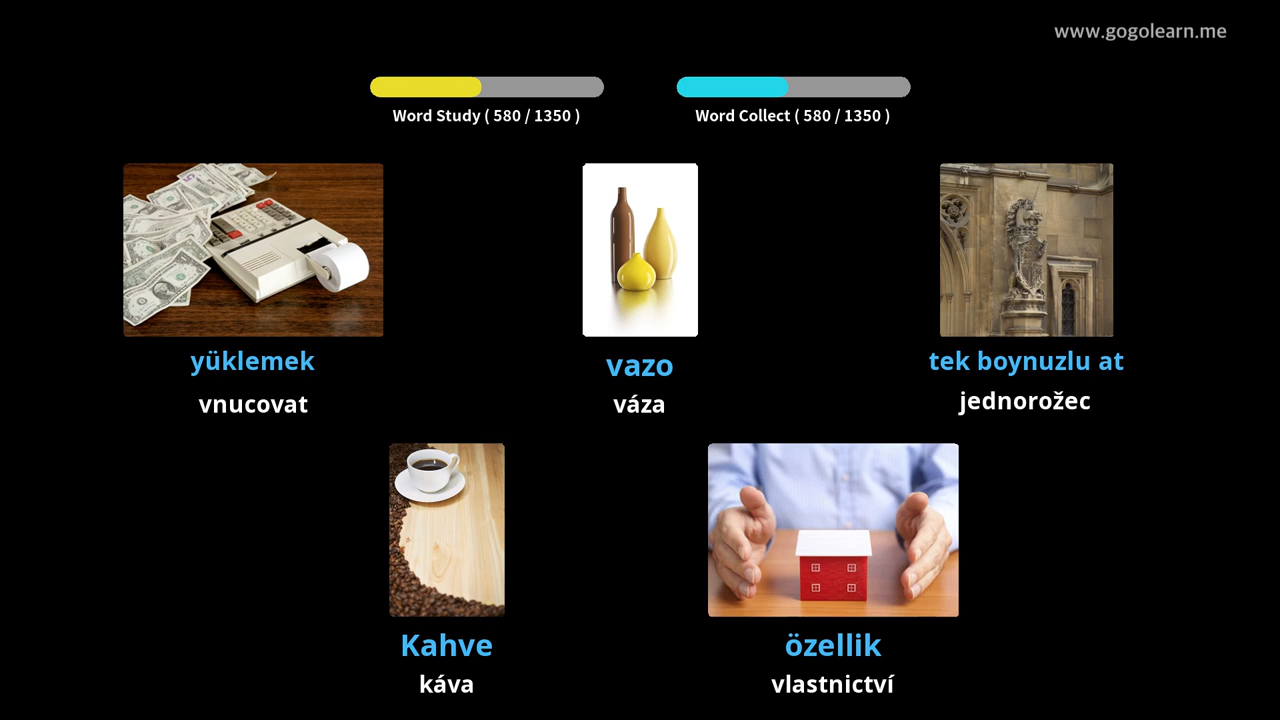 www.gogolearn.me
Word Study ( 580 / 1350 )
Word Collect ( 580 / 1350 )
yüklemek
vnucovat
vazo
váza
tek boynuzlu at
jednorožec
Kahve
káva
özellik
vlastnictví